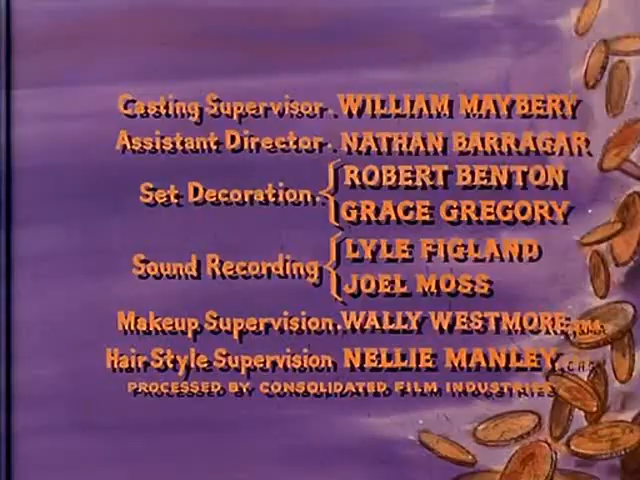 Casting Supervisor. WILLIAM MAYBERY
Assistant Director. NATHAN BARRAGAR
Set Decoration. { ROBERT BENTON
GRACE GREGORY
Sound Recording { LYLE FIGLAND
JOEL MOSS
Makeup Supervision. WALLY WESTMORE
Hair Style Supervision NELLIE MANLEY
PROCESSED BY CONSOLIDATED FILM INDUSTRIES